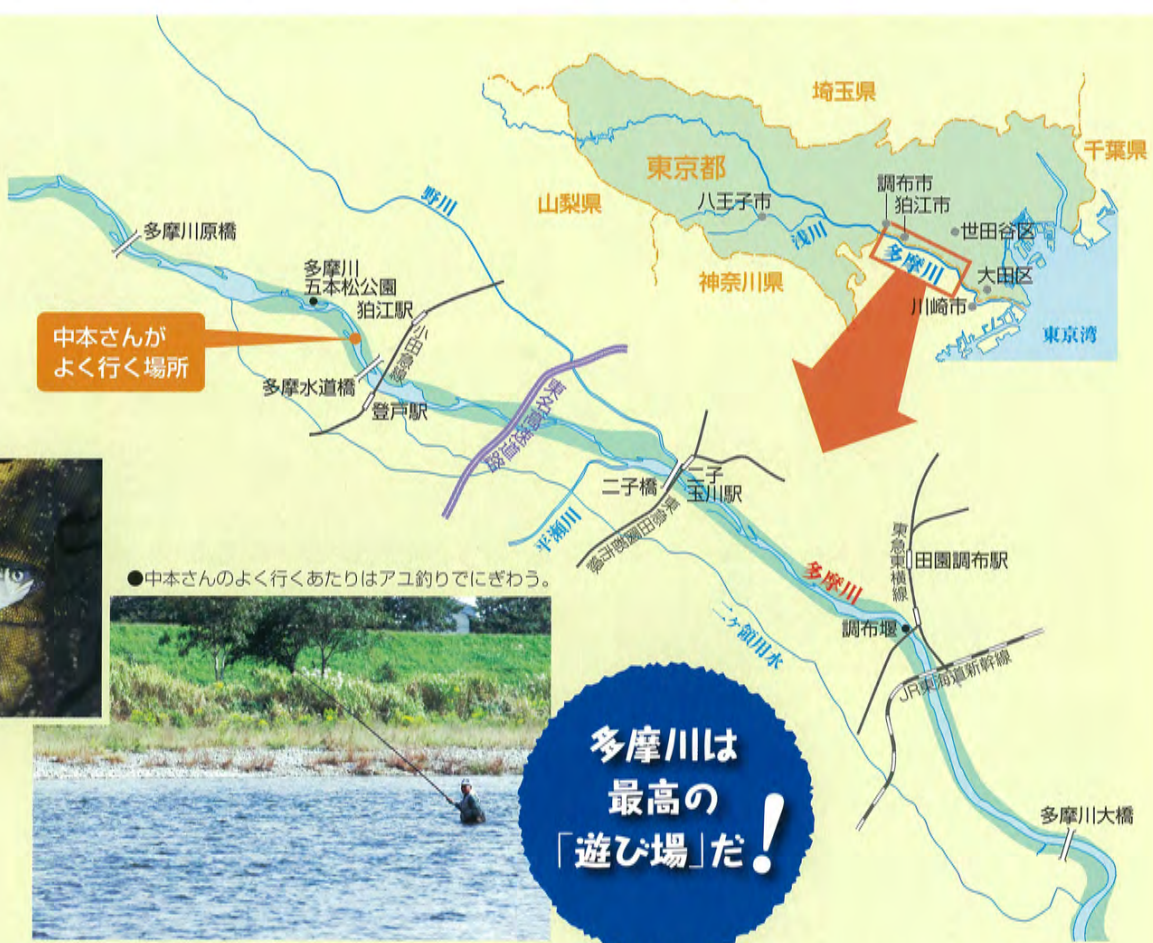 埼玉県
千葉県
東京都
山梨県
八王子市
調布市
狛江市
世田谷区
浅川
多摩川
大田区
神奈川県
川崎市
東京湾
野川
多摩川原橋
多摩川
五本松公園
狛江駅
中本さんが
よく行く場所
小田急線
多摩水道橋
登戸駅
東名高速道路
二子橋
二子
玉川駅
平瀬川
東急田園都市線
●中本さんのよく行くあたりはアユ釣りでにぎわう。
多摩川
東急東横線
田園調布駅
調布堰
二ヶ領用水
JR東海道新幹線
多摩川は
最高の
「遊び場」だ!
多摩川大橋